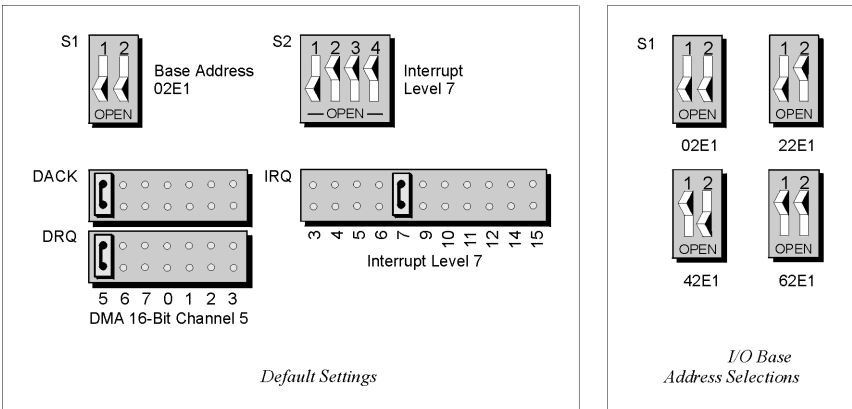 S1
1 2
OPEN
Base Address
02E1
S2
1 2 3 4
OPEN
Interrupt
Level 7
DACK
DRQ
5 6 7 0 1 2 3
DMA 16-Bit Channel 5
IRQ
3 4 5 6 7 9 10 11 12 14 15
Interrupt Level 7
Default Settings
S1
1 2
OPEN
02E1
1 2
OPEN
22E1
1 2
OPEN
42E1
1 2
OPEN
62E1
I/O Base
Address Selections